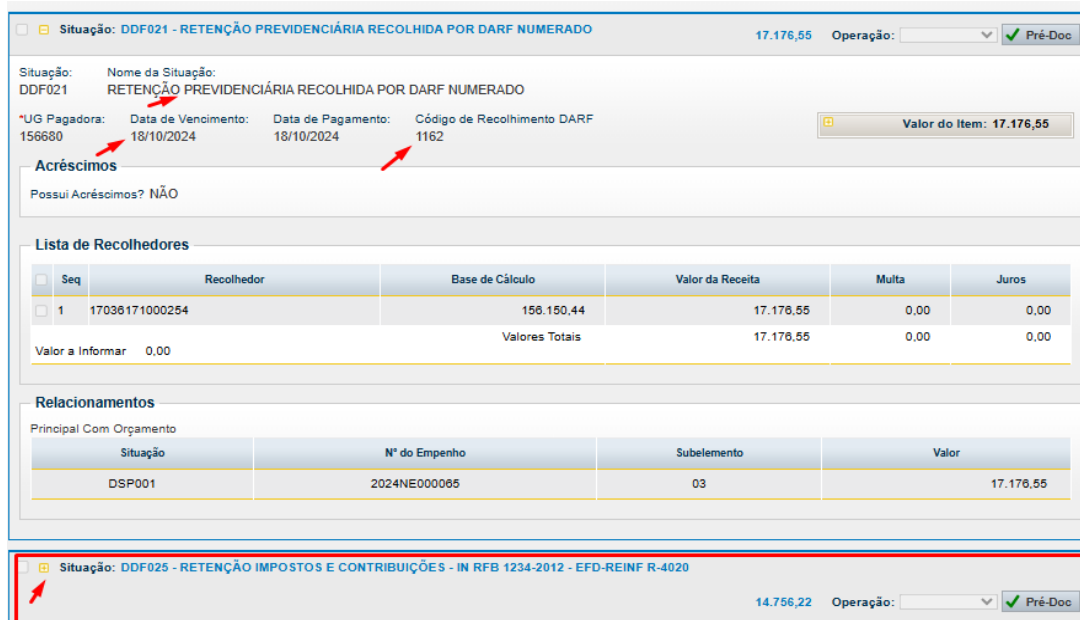 Situação: DDF021 - RETENÇÃO PREVIDENCIÁRIA RECOLHIDA POR DARF NUMERADO
17.176,55 Operação: Pré-Doc
Situação: Nome da Situação:
DDF021 RETENÇÃO PREVIDENCIÁRIA RECOLHIDA POR DARF NUMERADO
*UG Pagadora: Data de Vencimento: Data de Pagamento: Código de Recolhimento DARF
156680 18/10/2024 18/10/2024 1162
Valor do Item: 17.176,55
Acréscimos
Possui Acréscimos? NÃO
Lista de Recolhedores
Seq Recolhedor Base de Cálculo Valor da Receita Multa Juros
1 17036171000254 156.150,44 17.176,55 0,00 0,00
Valores Totais 17.176,55 0,00 0,00
Valor a Informar 0,00
Relacionamentos
Principal Com Orçamento
Situação Nº do Empenho Subelemento Valor
DSP001 2024NE000065 03 17.176,55
Situação: DDF025 - RETENÇÃO IMPOSTOS E CONTRIBUIÇÕES - IN RFB 1234-2012 - EFD-REINF R-4020
14.756,22 Operação: Pré-Doc